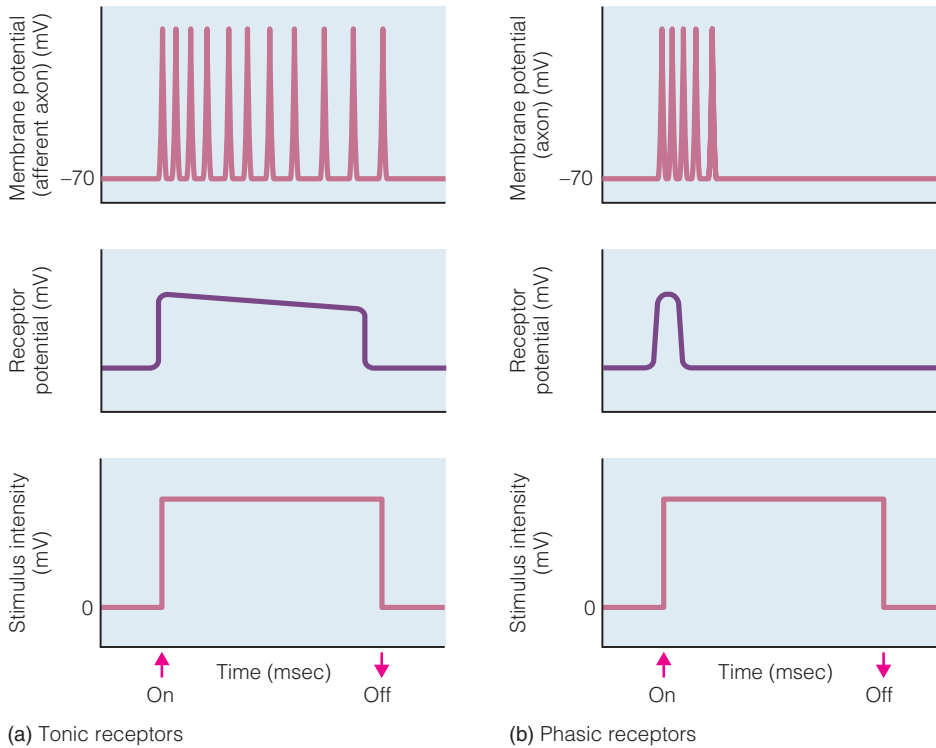 Membrane potential
(afferent axon) (mV)
–70
Receptor
potential (mV)
Stimulus intensity
(mV)
0
Time (msec)
On
Off
(a) Tonic receptors
Membrane potential
(axon) (mV)
–70
Receptor
potential (mV)
Stimulus intensity
(mV)
0
Time (msec)
On
Off
(b) Phasic receptors